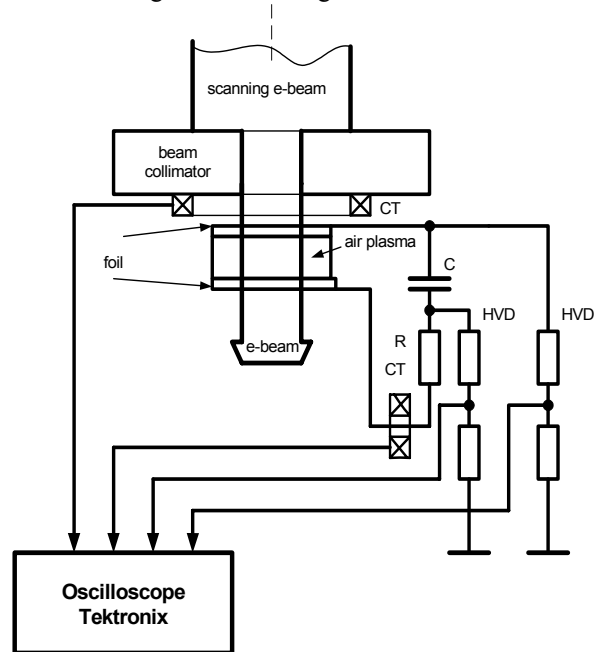 scanning e-beam
beam
collimator
CT
air plasma
foil
C
HVD
HVD
R
e-beam
CT
Oscilloscope
Tektronix